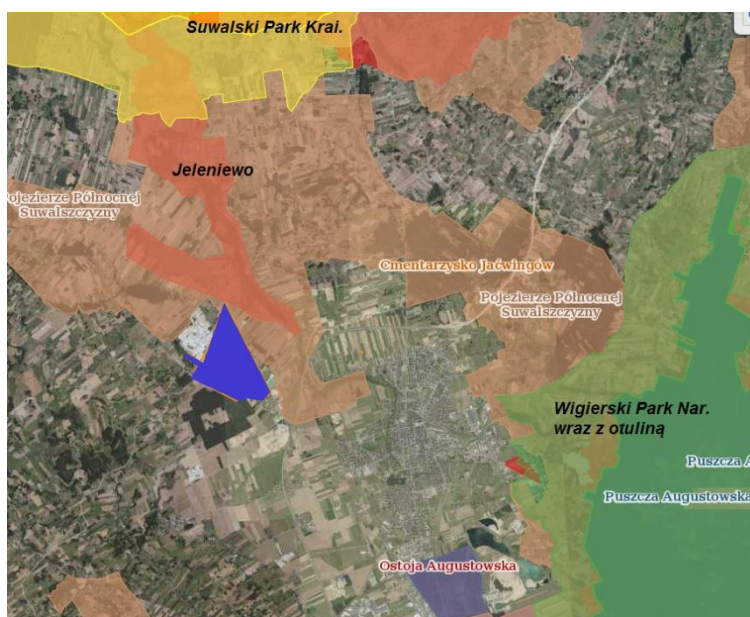 Suwalski Park Krai.
Jeleniewo
Pojezierze Północnej
Suwalszczyzny
Cmentarzysko Jaćwingów
Pojezierze Północnej
Suwalszczyzny
Wigierski Park Nar.
wraz z otuliną
Puszcza A
Puszcza Augustowska
Ostoja Augustowska